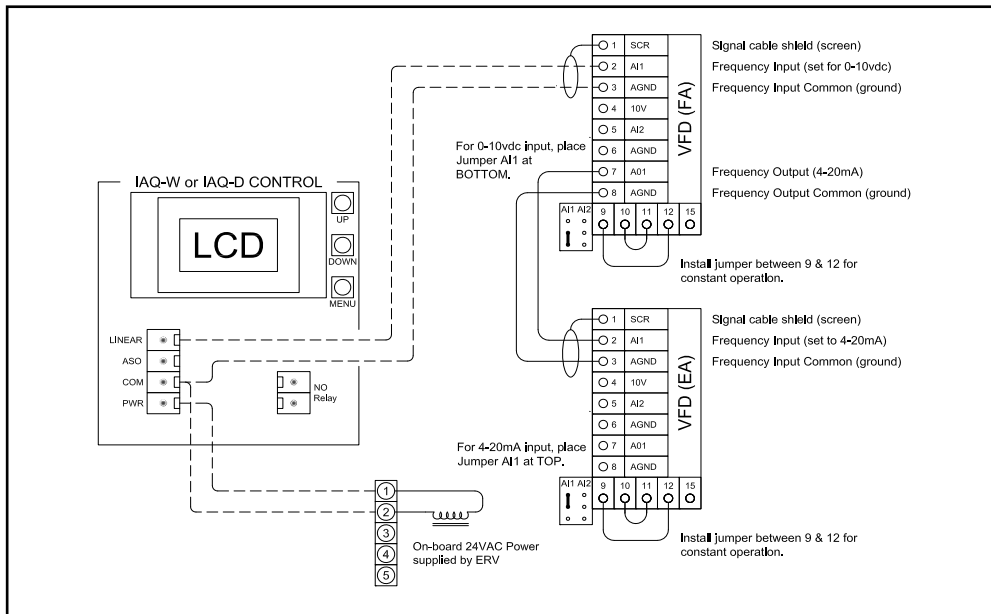 IAQ-W or IAQ-D CONTROL
LCD
UP
DOWN
MENU
LINEAR
ASO
COM
PWR
NO
Relay
1
2
3
4
5
On-board 24VAC Power
supplied by ERV
For 0-10vdc input, place
Jumper AI1 at
BOTTOM.
1 SCR Signal cable shield (screen)
2 AI1 Frequency Input (set for 0-10vdc)
3 AGND Frequency Input Common (ground)
4 10V
5 AI2
6 AGND
7 A01 Frequency Output (4-20mA)
8 AGND Frequency Output Common (ground)
VFD (FA)
AI1 AI2
9 10 11 12 15
Install jumper between 9 & 12 for
constant operation.
For 4-20mA input, place
Jumper AI1 at TOP.
1 SCR Signal cable shield (screen)
2 AI1 Frequency Input (set to 4-20mA)
3 AGND Frequency Input Common (ground)
4 10V
5 AI2
6 AGND
7 A01
8 AGND
VFD (EA)
AI1 AI2
9 10 11 12 15
Install jumper between 9 & 12 for
constant operation.